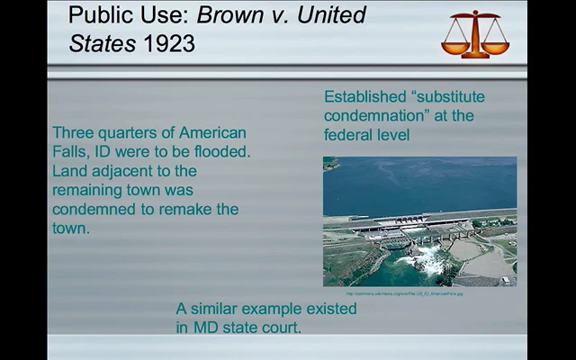 Public Use: Brown v. United
States 1923
Established “substitute
condemnation” at the
federal level
Three quarters of American
Falls, ID were to be flooded.
Land adjacent to the
remaining town was
condemned to remake the
town.
A similar example existed
in MD state court.